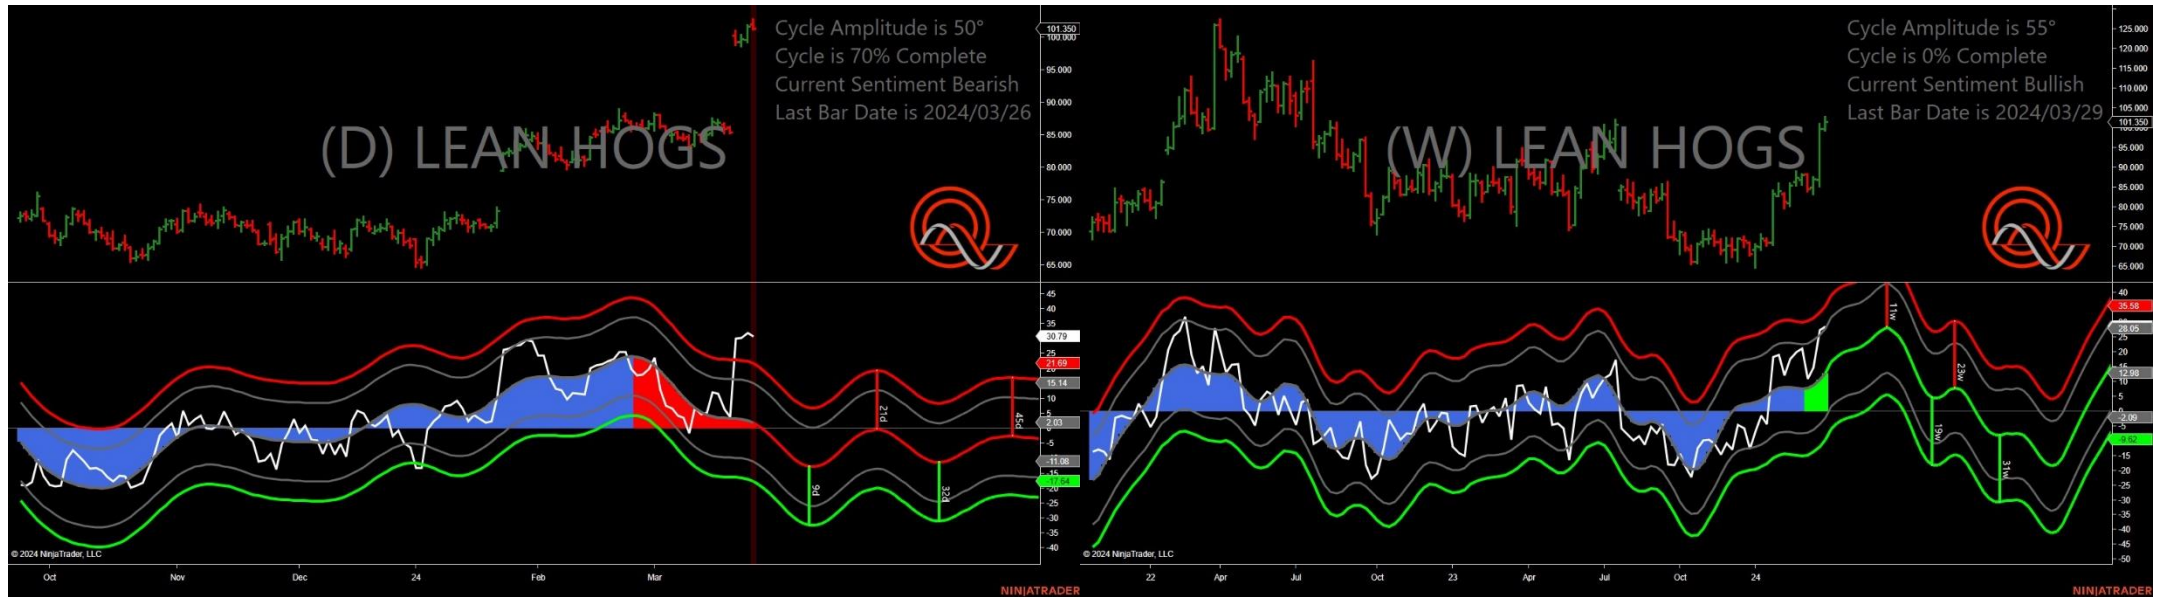 Cycle Amplitude is 50°
Cycle is 70% Complete
Current Sentiment Bearish
Last Bar Date is 2024/03/26
(D) LEAN HOGS
101.350
100.000
95.000
90.000
85.000
80.000
75.000
70.000
65.000
45
40
35
30.79
25
21.69
15.14
10
5
2.03
-5
-11.08
-15
-17.64
-20
-25
-30
-35
-40
21d
45d
9d
32d
© 2024 NinjaTrader, LLC
Oct
Nov
Dec
24
Feb
Mar
NINJATRADER
Cycle Amplitude is 55°
Cycle is 0% Complete
Current Sentiment Bullish
Last Bar Date is 2024/03/29
(W) LEAN HOGS
125.000
120.000
115.000
110.000
105.000
101.350
95.000
90.000
85.000
80.000
75.000
70.000
65.000
40
35.58
28.05
20
15
12.98
10
5
-2.09
-5
-9.62
-15
-20
-25
-30
-35
-40
-45
-50
11w
23w
19w
31w
© 2024 NinjaTrader, LLC
22
Apr
Jul
Oct
23
Apr
Jul
Oct
24
NINJATRADER